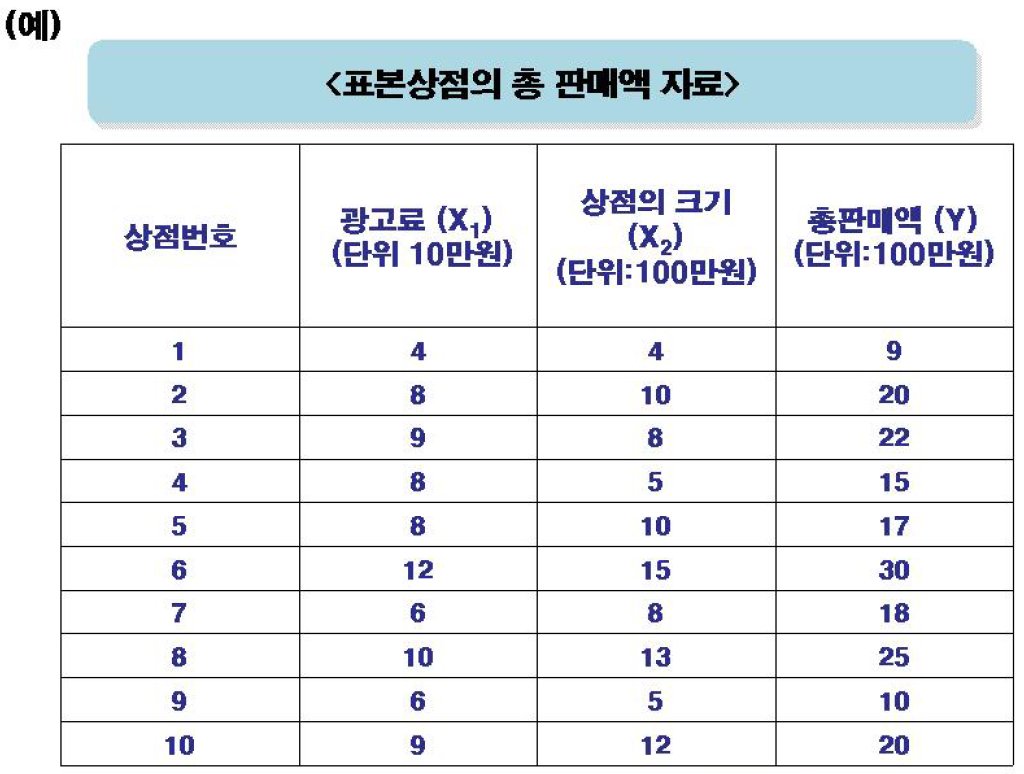 (예)
<표본상점의 총 판매액 자료>
상점번호
광고료 (X₁)
(단위 10만원)
상점의 크기
(X₂)
(단위:100만원)
총판매액 (Y)
(단위:100만원)
1 4 4 9
2 8 10 20
3 9 8 22
4 8 5 15
5 8 10 17
6 12 15 30
7 6 8 18
8 10 13 25
9 6 5 10
10 9 12 20